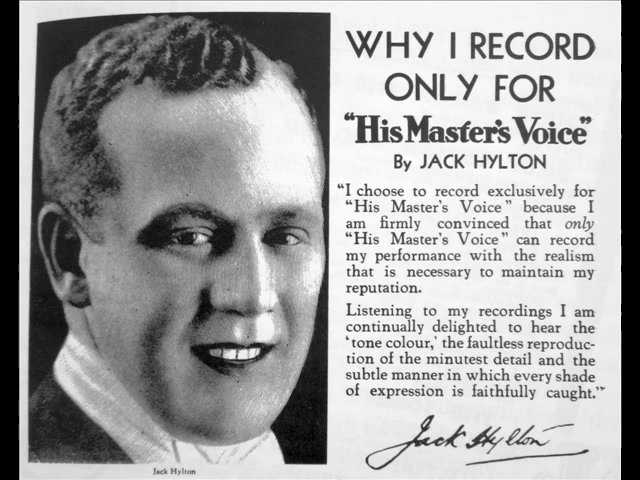 WHY I RECORD
ONLY FOR
“His Master's Voice”
By JACK HYLTON
“I choose to record exclusively for
“His Master's Voice” because I
am firmly convinced that only
“His Master's Voice” can record
my performance with the realism
that is necessary to maintain my
reputation.
Listening to my recordings I am
continually delighted to hear the
‘tone colour,’ the faultless reproduc-
tion of the minutest detail and the
subtle manner in which every shade
of expression is faithfully caught.”
Jack Hylton
Jack Hylton